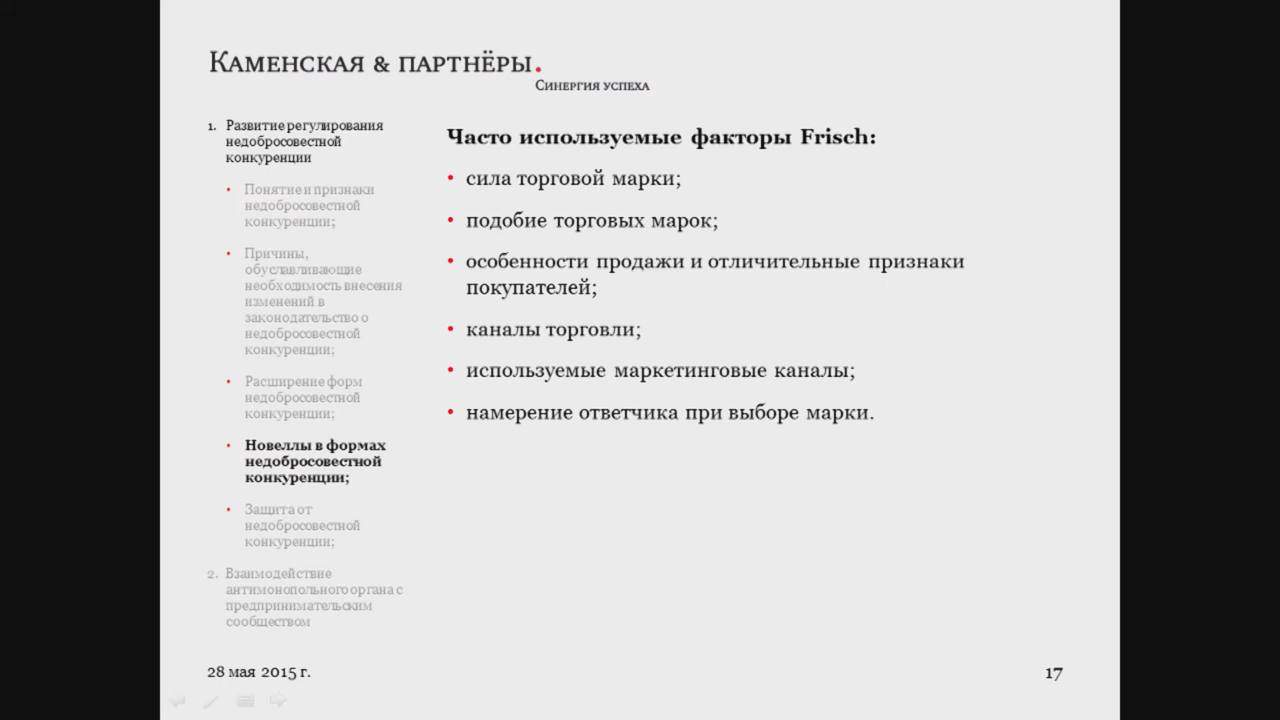 Каменская & партнёры.
Синергия успеха
1. Развитие регулирования
недобросовестной
конкуренции
• Понятие и признаки
недобросовестной
конкуренции;
• Причины,
обуславливающие
необходимость внесения
изменений в
законодательство о
недобросовестной
конкуренции;
• Расширение форм
недобросовестной
конкуренции;
• Новеллы в формах
недобросовестной
конкуренции;
• Защита от
недобросовестной
конкуренции;
2. Взаимодействие
антимонопольного органа с
предпринимательским
сообществом
Часто используемые факторы Frisch:
• сила торговой марки;
• подобие торговых марок;
• особенности продажи и отличительные признаки
покупателей;
• каналы торговли;
• используемые маркетинговые каналы;
• намерение ответчика при выборе марки.
28 мая 2015 г.
17